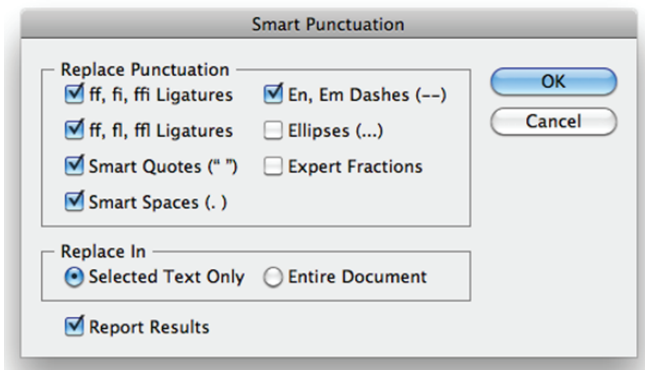 Smart Punctuation
Replace Punctuation
ff, fi, ffi Ligatures
En, Em Dashes (--)
ff, fl, ffl Ligatures
Ellipses (...)
Smart Quotes (“ ”)
Expert Fractions
Smart Spaces (. )
Replace In
Selected Text Only
Entire Document
Report Results
OK
Cancel